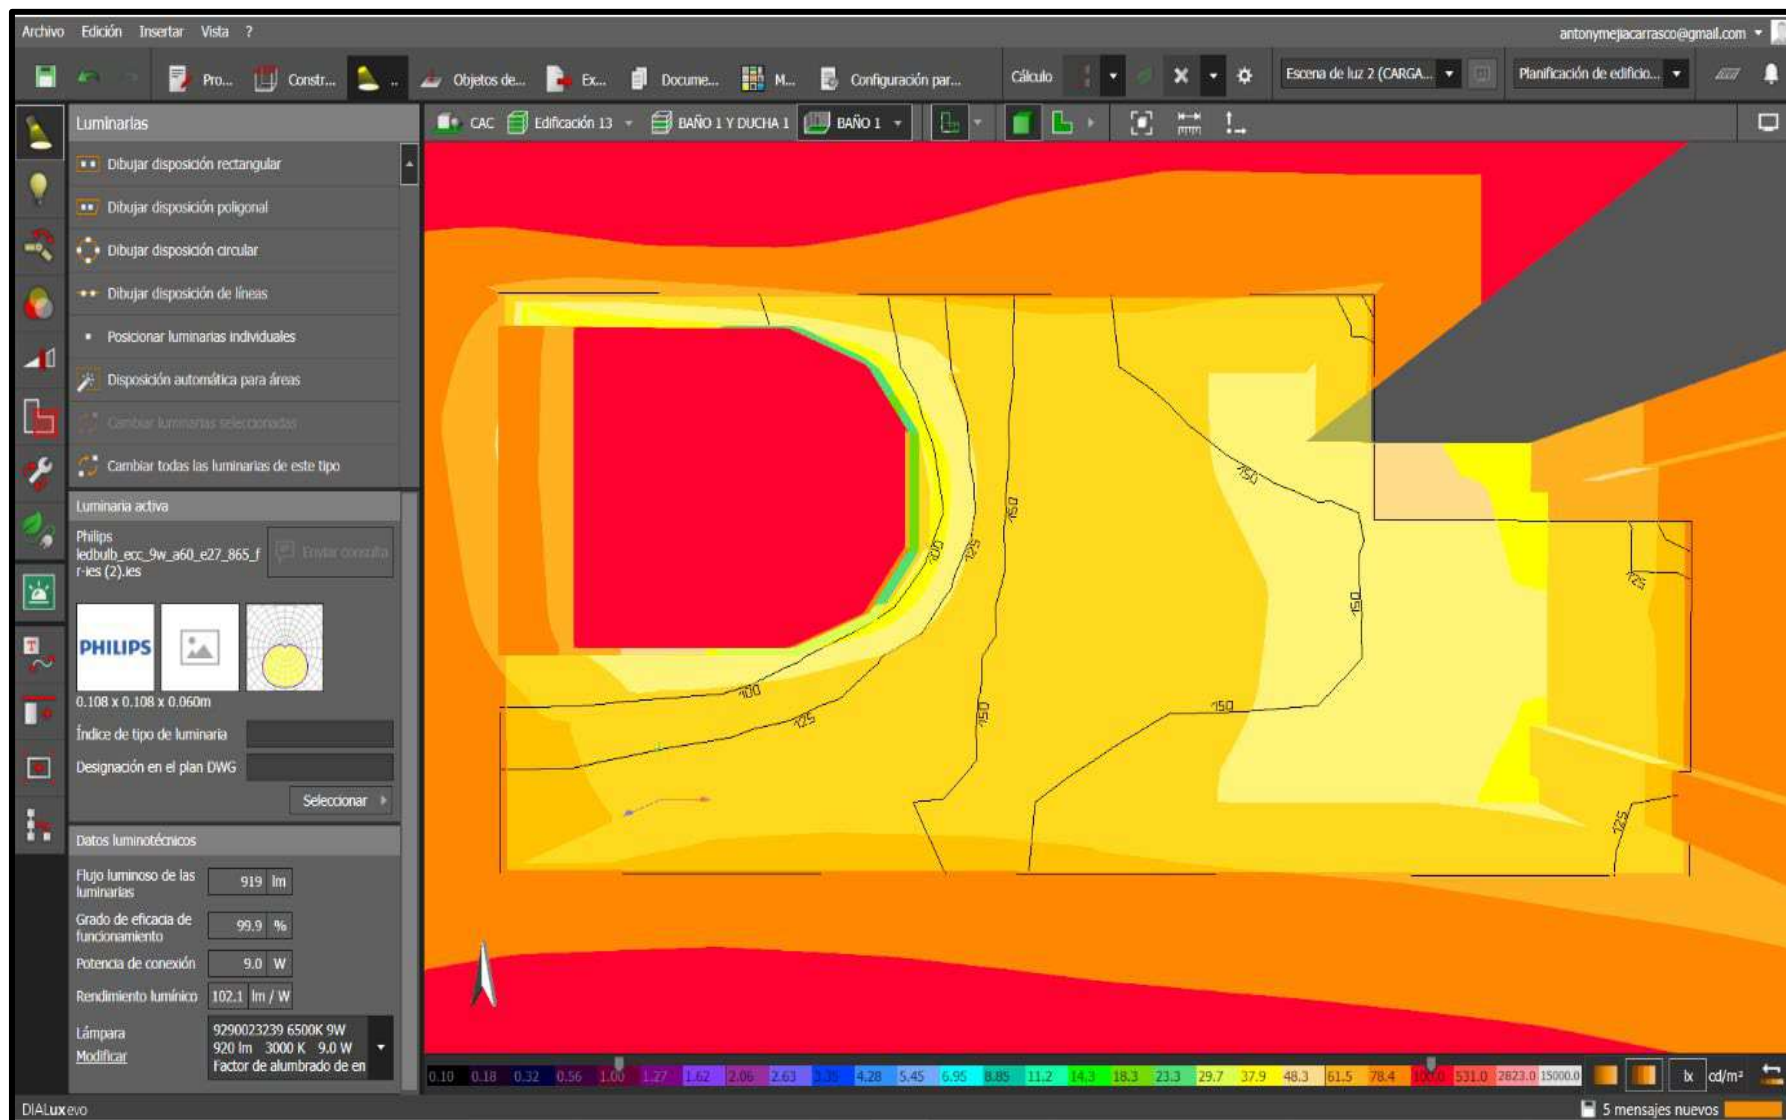 Archivo Edición Insertar Vista ? antonymejiacarrasco@gmail.com
Pro... Constr... .. Objetos de... Ex... Docume... M... Configuración par... Cálculo Escena de luz 2 (CARGA... Planificación de edificio...
Luminarias CAC Edificación 13 BAÑO 1 Y DUCHA 1 BAÑO 1
Dibujar disposición rectangular
Dibujar disposición poligonal
Dibujar disposición circular
Dibujar disposición de líneas
Posicionar luminarias individuales
Disposición automática para áreas
Cambiar luminarias seleccionadas
Cambiar todas las luminarias de este tipo
Luminaria activa
Philips
ledbulb_ecc_9w_a60_e27_865_f
r-ies (2).ies
Enviar consulta
PHILIPS
0.108 x 0.108 x 0.060m
Índice de tipo de luminaria
Designación en el plan DWG
Seleccionar
Datos luminotécnicos
Flujo luminoso de las
luminarias
919 lm
Grado de eficacia de
funcionamiento
99.9 %
Potencia de conexión 9.0 W
Rendimiento lumínico 102.1 lm / W
Lámpara
Modificar
9290023239 6500K 9W
920 lm 3000 K 9.0 W
Factor de alumbrado de en
150
150
100
125
125
150
100
125
150
150
125
0.10 0.18 0.32 0.56 1.00 1.27 1.62 2.06 2.63 3.35 4.28 5.45 6.95 8.85 11.2 14.3 18.3 23.3 29.7 37.9 48.3 61.5 78.4 100.0 531.0 2823.0 15000.0 lx cd/m²
DIALux evo 5 mensajes nuevos